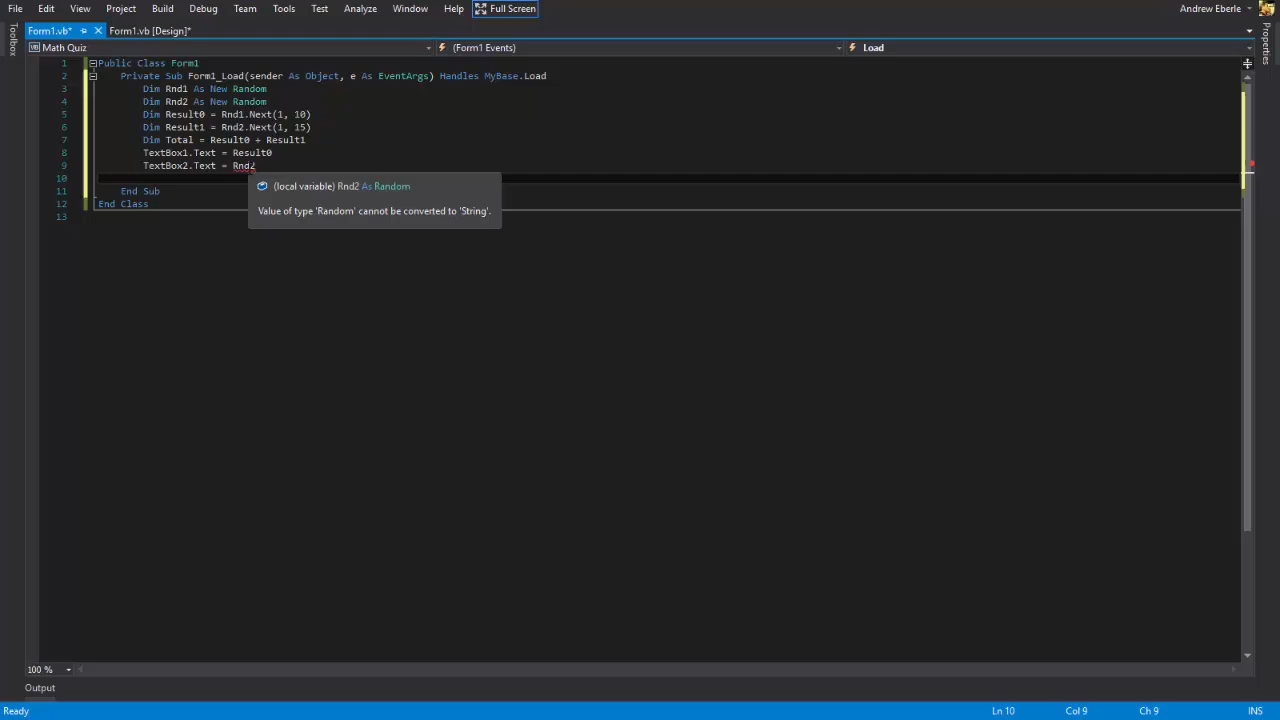 File Edit View Project Build Debug Team Tools Test Analyze Window Help Full Screen Andrew Eberle
Form1.vb* Form1.vb [Design]*
Toolbox
Properties
Math Quiz (Form1 Events) Load
1 Public Class Form1
2 Private Sub Form1_Load(sender As Object, e As EventArgs) Handles MyBase.Load
3 Dim Rnd1 As New Random
4 Dim Rnd2 As New Random
5 Dim Result0 = Rnd1.Next(1, 10)
6 Dim Result1 = Rnd2.Next(1, 15)
7 Dim Total = Result0 + Result1
8 TextBox1.Text = Result0
9 TextBox2.Text = Rnd2
10
(local variable) Rnd2 As Random
11 End Sub
12 End Class
Value of type 'Random' cannot be converted to 'String'.
13
100 %
Output
Ready Ln 10 Col 9 Ch 9 INS